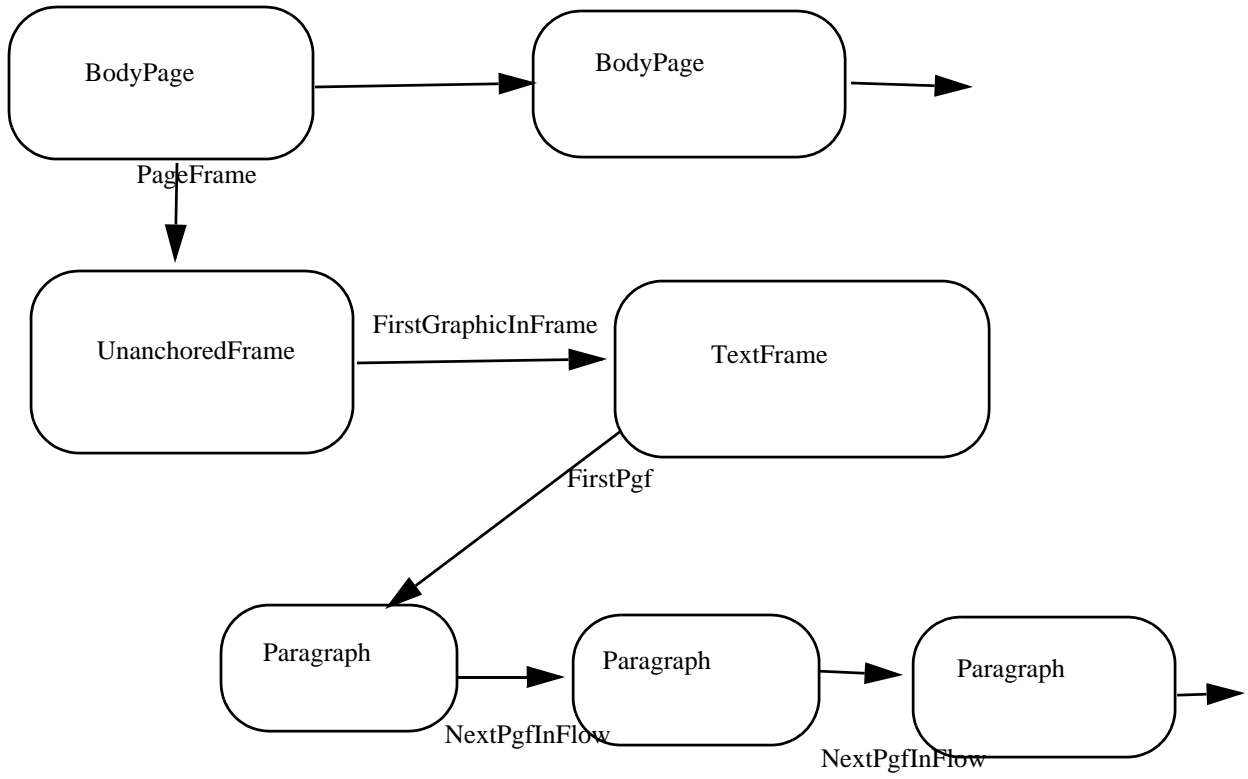 BodyPage
BodyPage
PageFrame
FirstGraphicInFrame
UnanchoredFrame
TextFrame
FirstPgf
Paragraph
Paragraph
Paragraph
NextPgfInFlow
NextPgfInFlow